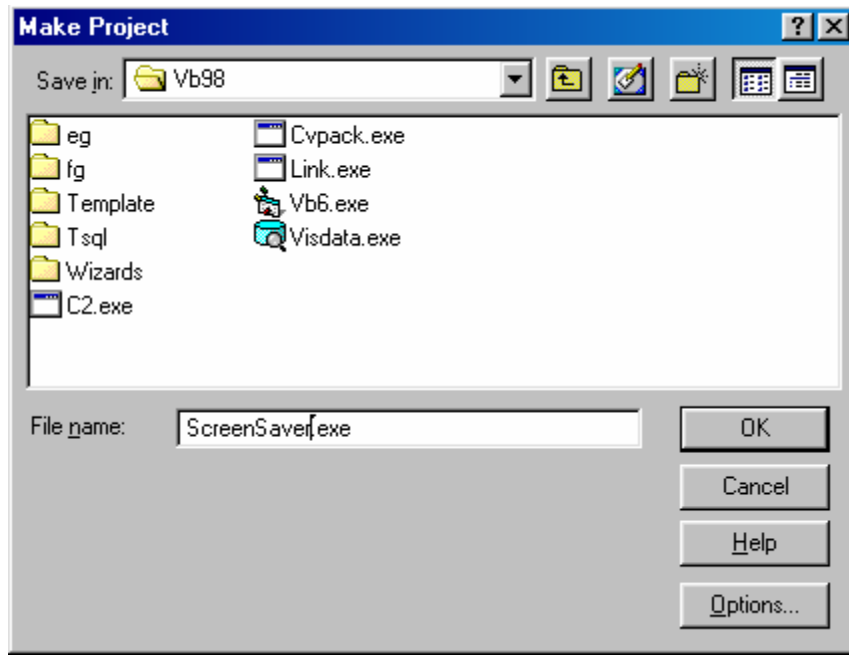 Make Project
Save in: Vb98
eg
fg
Template
Tsql
Wizards
C2.exe
Cvpack.exe
Link.exe
Vb6.exe
Visdata.exe
File name: ScreenSaver.exe
OK
Cancel
Help
Options...